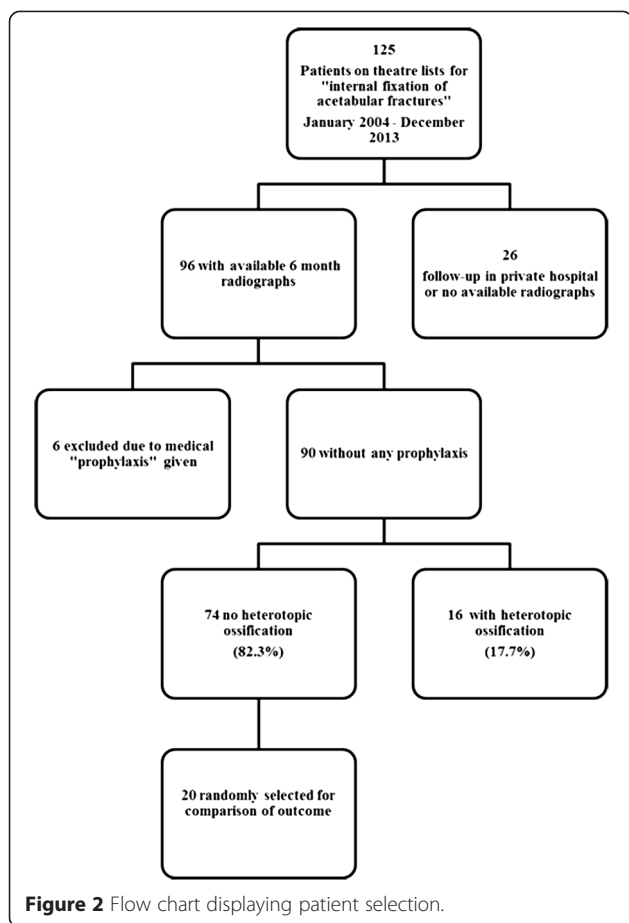 125
Patients on theatre lists for
"internal fixation of
acetabular fractures"
January 2004 - December
2013
96 with available 6 month
radiographs
26
follow-up in private hospital
or no available radiographs
6 excluded due to medical
"prophylaxis" given
90 without any prophylaxis
74 no heterotopic
ossification
(82.3%)
16 with heterotopic
ossification
(17.7%)
20 randomly selected for
comparison of outcome
Figure 2 Flow chart displaying patient selection.